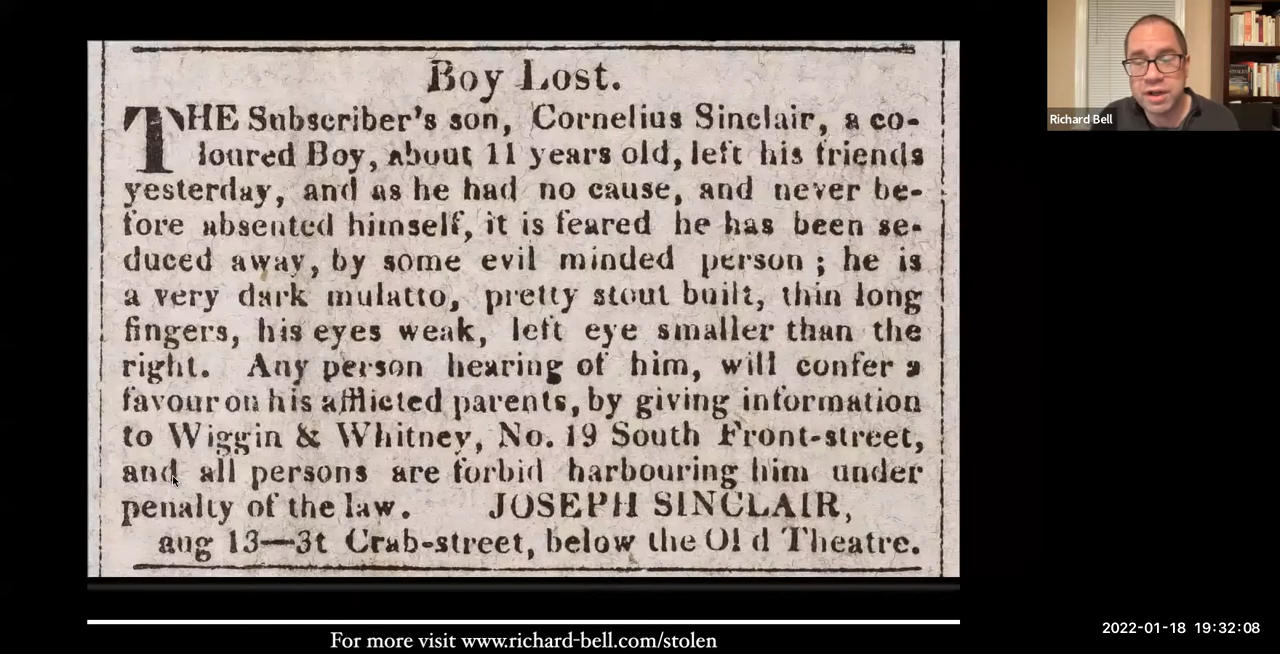 Boy Lost.
THE Subscriber's son, Cornelius Sinclair, a co-
loured Boy, about 11 years old, left his friends
yesterday, and as he had no cause, and never be-
fore absented himself, it is feared he has been se-
duced away, by some evil minded person ; he is
a very dark mulatto, pretty stout built, thin long
fingers, his eyes weak, left eye smaller than the
right. Any person hearing of him, will confer a
favour on his afflicted parents, by giving information
to Wiggin & Whitney, No. 19 South Front-street,
and all persons are forbid harbouring him under
penalty of the law. JOSEPH SINCLAIR,
aug 13—3t Crab-street, below the Old Theatre.
Richard Bell
For more visit www.richard-bell.com/stolen
2022-01-18 19:32:08